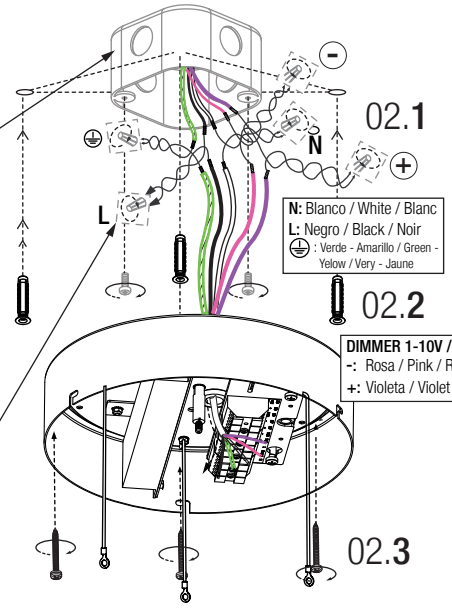 -
02.1
N
+
L
N: Blanco / White / Blanc
L: Negro / Black / Noir
: Verde - Amarillo / Green -
Yelow / Very - Jaune
02.2
DIMMER 1-10V /
-: Rosa / Pink / R
+: Violeta / Violet
02.3